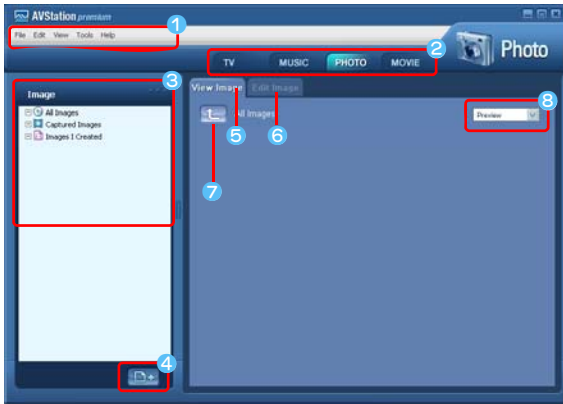 AVStation premium
1
File Edit View Tools Help
2
Photo
TV MUSIC PHOTO MOVIE
3
Image
View Image Edit Image
8
All Images
All Images
Preview
Captured Images
5
6
Images I Created
7
4